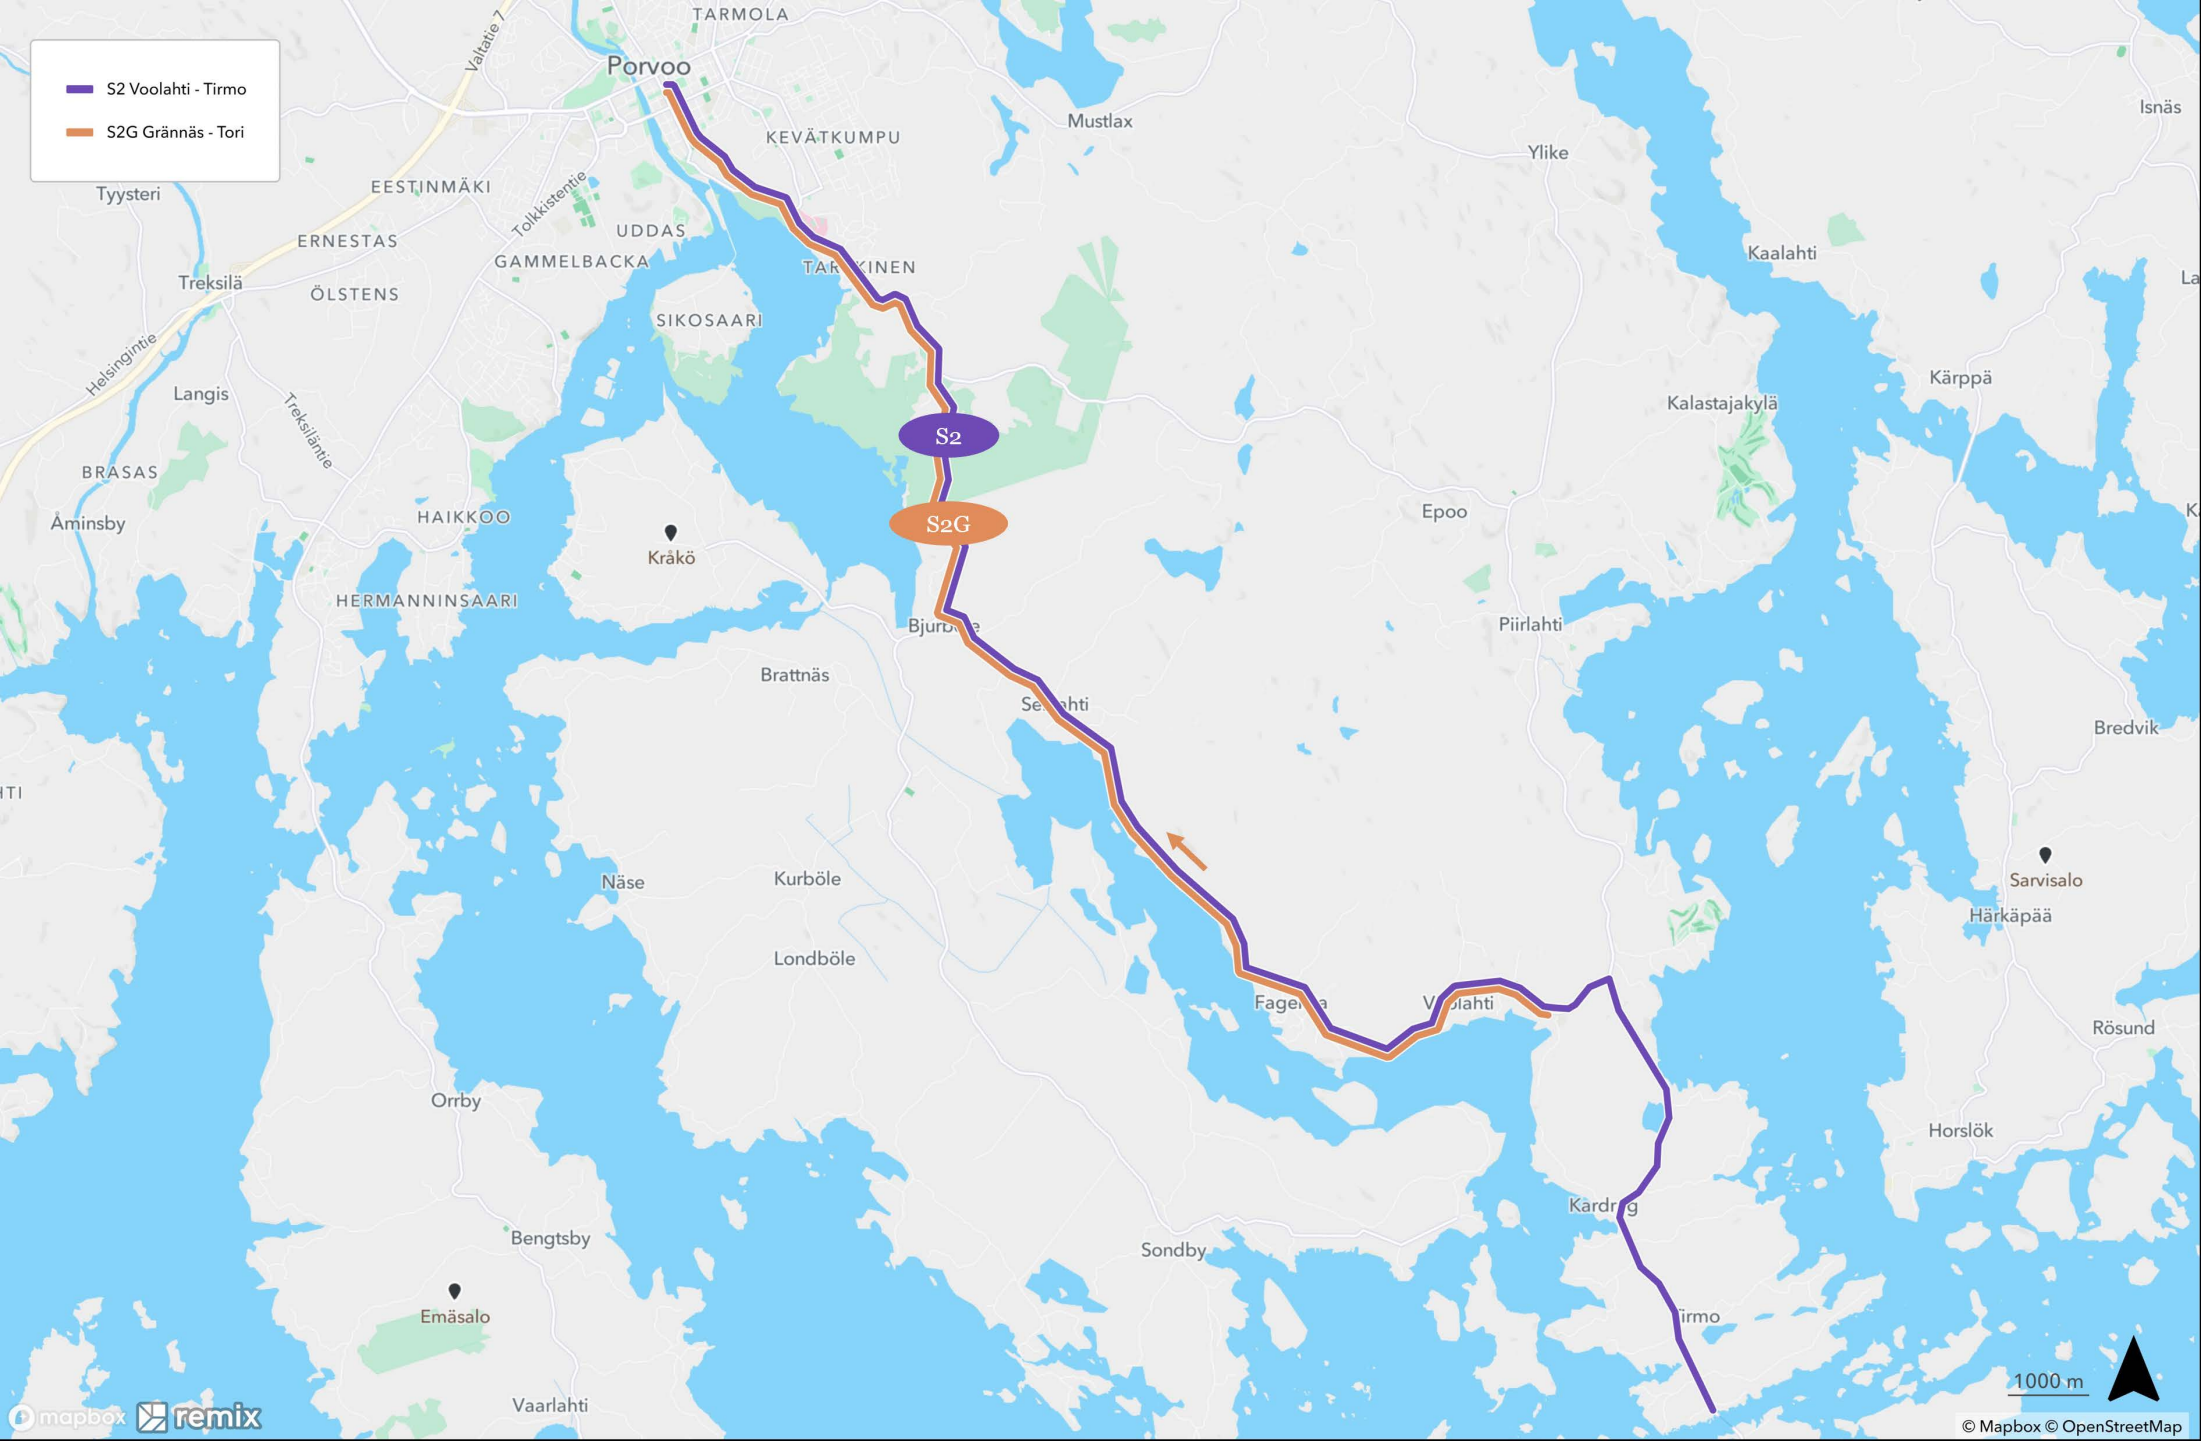 TARMOLA
Valtatie 7
Porvoo
S2 Voolahti - Tirmo
S2G Grännäs - Tori
Isnäs
Mustlax
KEVÄTKUMPU
Ylike
Tyysteri
EESTINMÄKI
Tolkkistentie
UDDAS
ERNESTAS
GAMMELBACKA
Kaalahti
Treksilä
ÖLSTENS
SIKOSAARI
Helsingintie
Kärppä
Langis
Treksiläntie
Kalastajakylä
S2
BRASAS
Åminsby
HAIKKOO
S2G
Epoo
Kråkö
HERMANNINSAARI
Piirlahti
Brattnäs
Bredvik
Näse
Kurböle
Sarvisalo
Härkäpää
Londböle
Rösund
Orrby
Horslök
Bengtsby
Sondby
Emäsalo
Vaarlahti
1000 m
mapbox remix
© Mapbox © OpenStreetMap